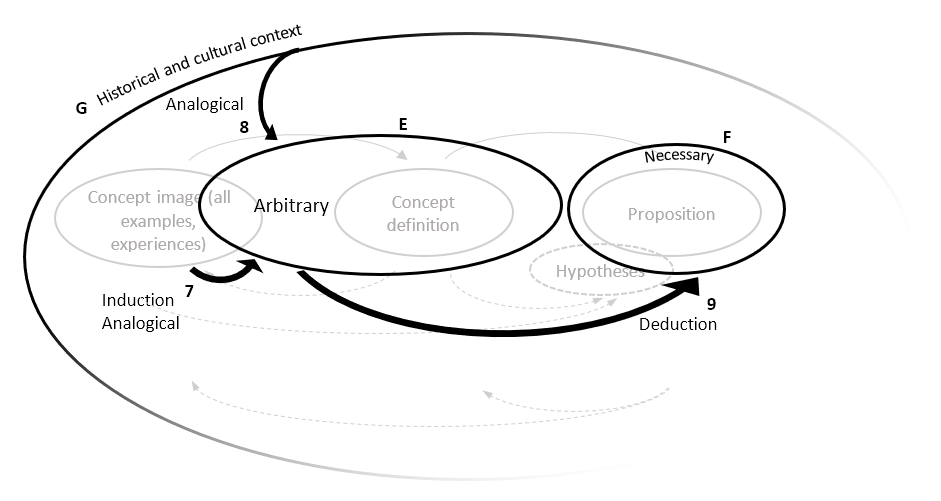 G Historical and cultural context
Analogical
8
E
F
Necessary
Concept image (all
examples,
experiences)
Arbitrary
Concept
definition
Proposition
Hypotheses
7
Induction
Analogical
9
Deduction